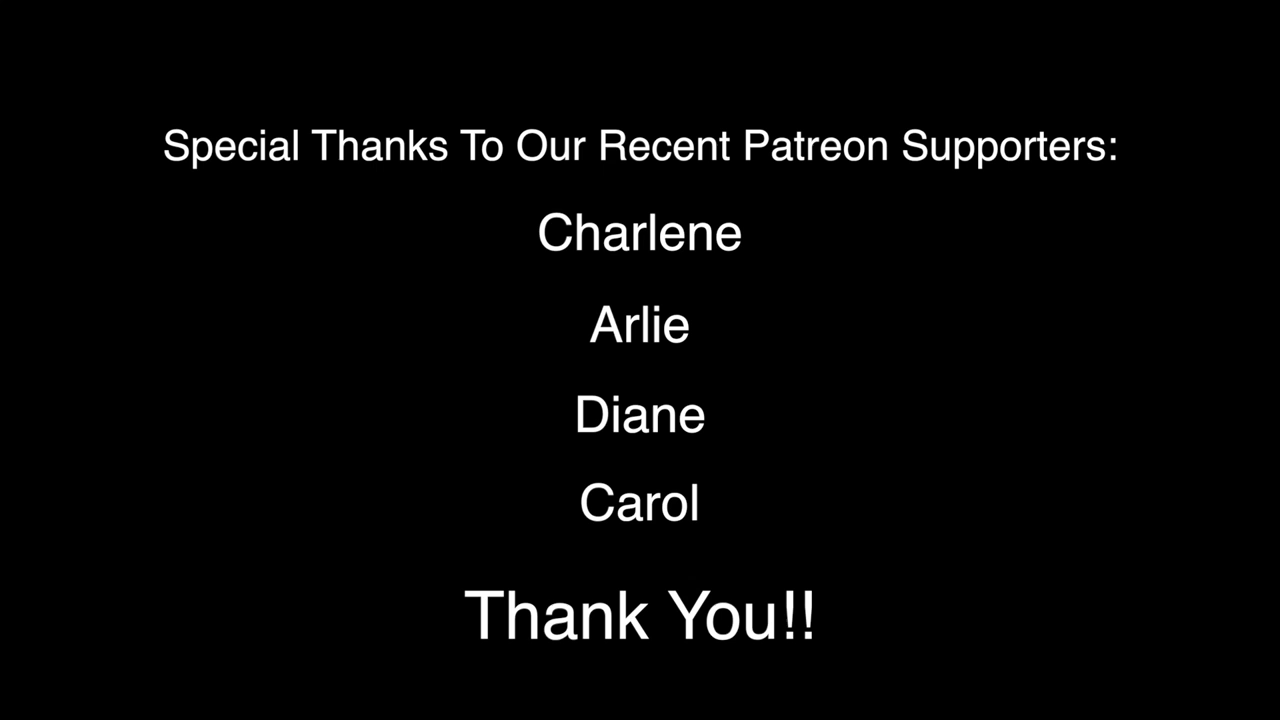 Special Thanks To Our Recent Patreon Supporters:
Charlene
Arlie
Diane
Carol
Thank You!!